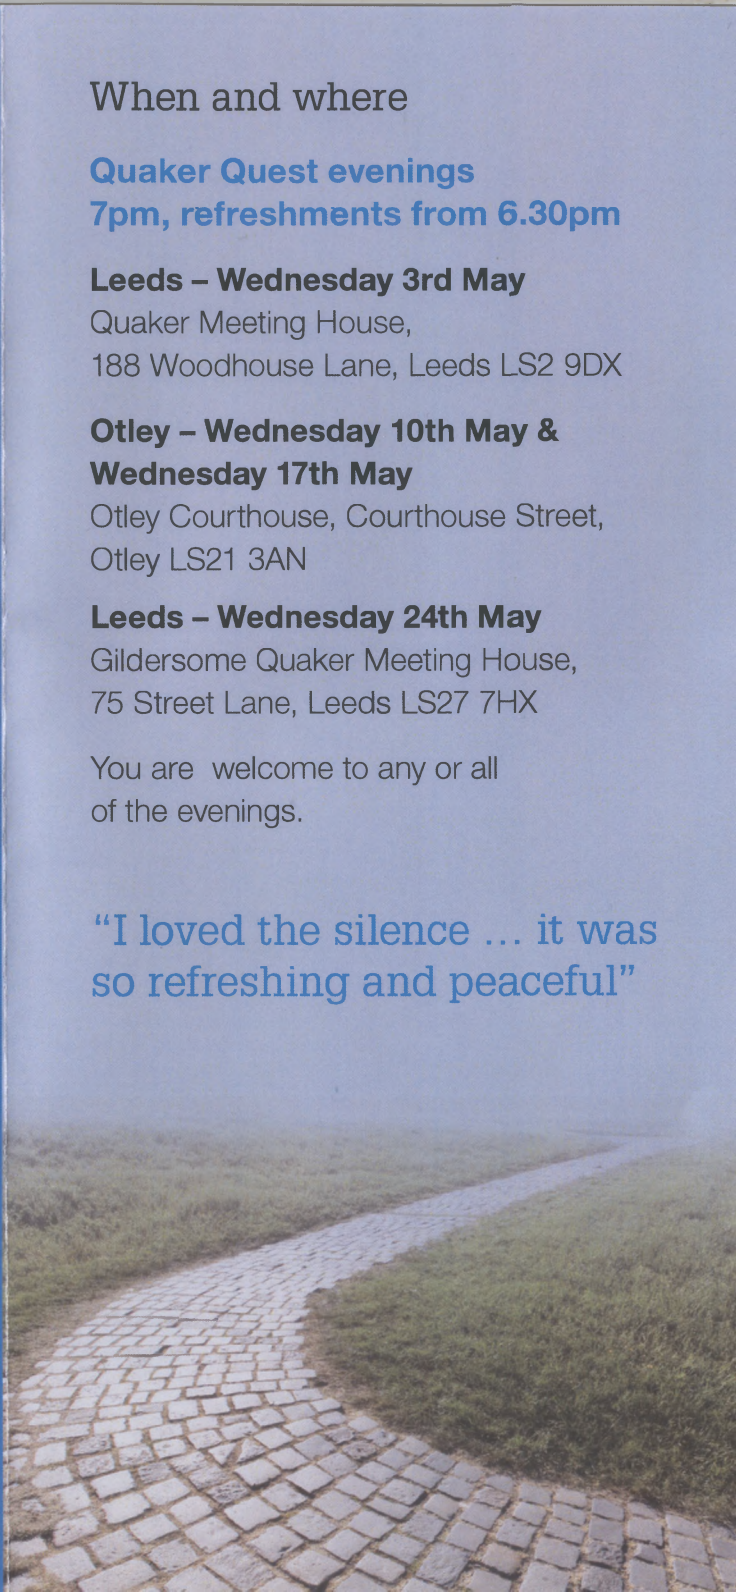 When and where
Quaker Quest evenings
7pm, refreshments from 6.30pm
Leeds – Wednesday 3rd May
Quaker Meeting House,
188 Woodhouse Lane, Leeds LS2 9DX
Otley – Wednesday 10th May &
Wednesday 17th May
Otley Courthouse, Courthouse Street,
Otley LS21 3AN
Leeds – Wednesday 24th May
Gildersome Quaker Meeting House,
75 Street Lane, Leeds LS27 7HX
You are  welcome to any or all
of the evenings.
“I loved the silence ... it was
so refreshing and peaceful”